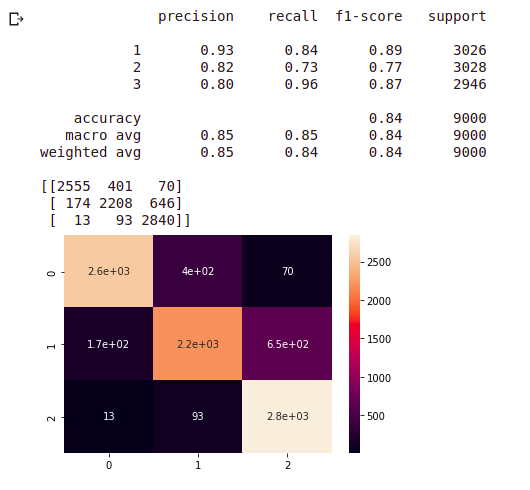 precision recall f1-score support
1 0.93 0.84 0.89 3026
2 0.82 0.73 0.77 3028
3 0.80 0.96 0.87 2946
accuracy 0.84 9000
macro avg 0.85 0.85 0.84 9000
weighted avg 0.85 0.84 0.84 9000
[[2555 401 70]
[ 174 2208 646]
[ 13 93 2840]]
0 2.6e+03 4e+02 70
1 1.7e+02 2.2e+03 6.5e+02
2 13 93 2.8e+03
0 1 2
2500
2000
1500
1000
500